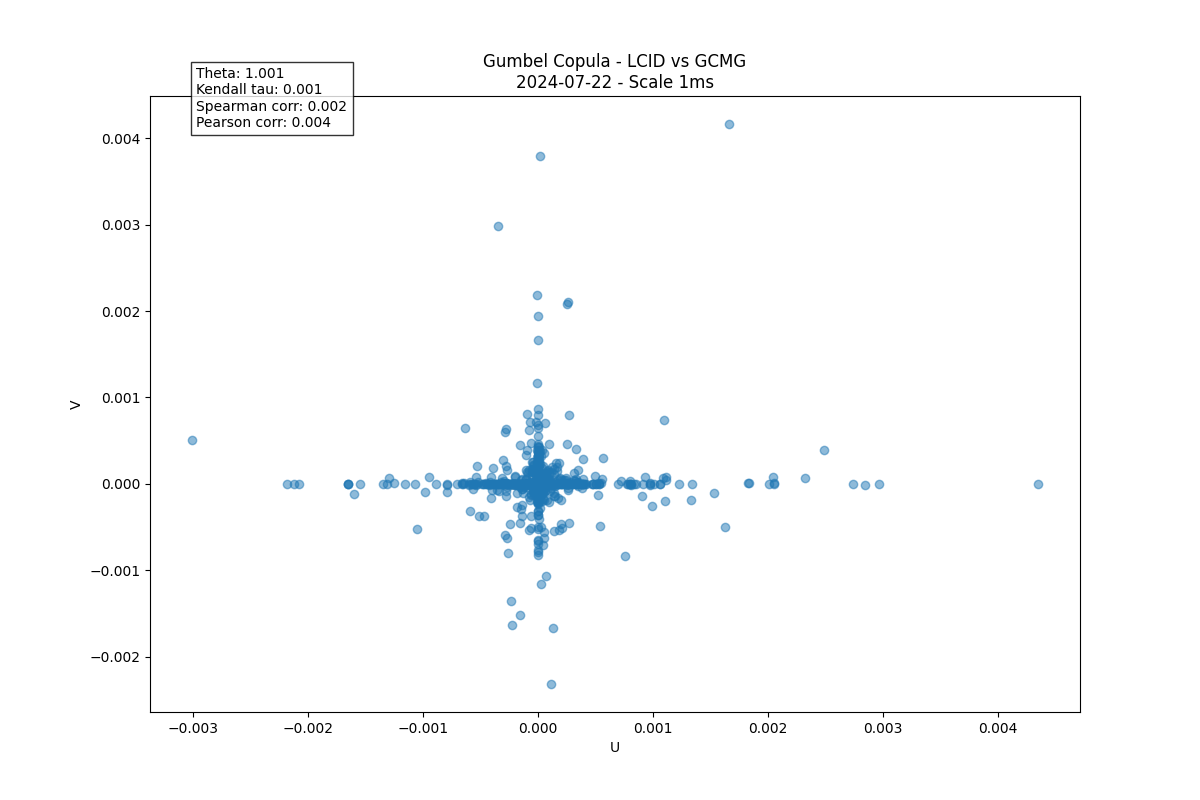 Gumbel Copula - LCID vs GCMG
2024-07-22 - Scale 1ms
Theta: 1.001
Kendall tau: 0.001
Spearman corr: 0.002
Pearson corr: 0.004
0.004
0.003
0.002
0.001
0.000
−0.001
−0.002
V
−0.003 −0.002 −0.001 0.000 0.001 0.002 0.003 0.004
U